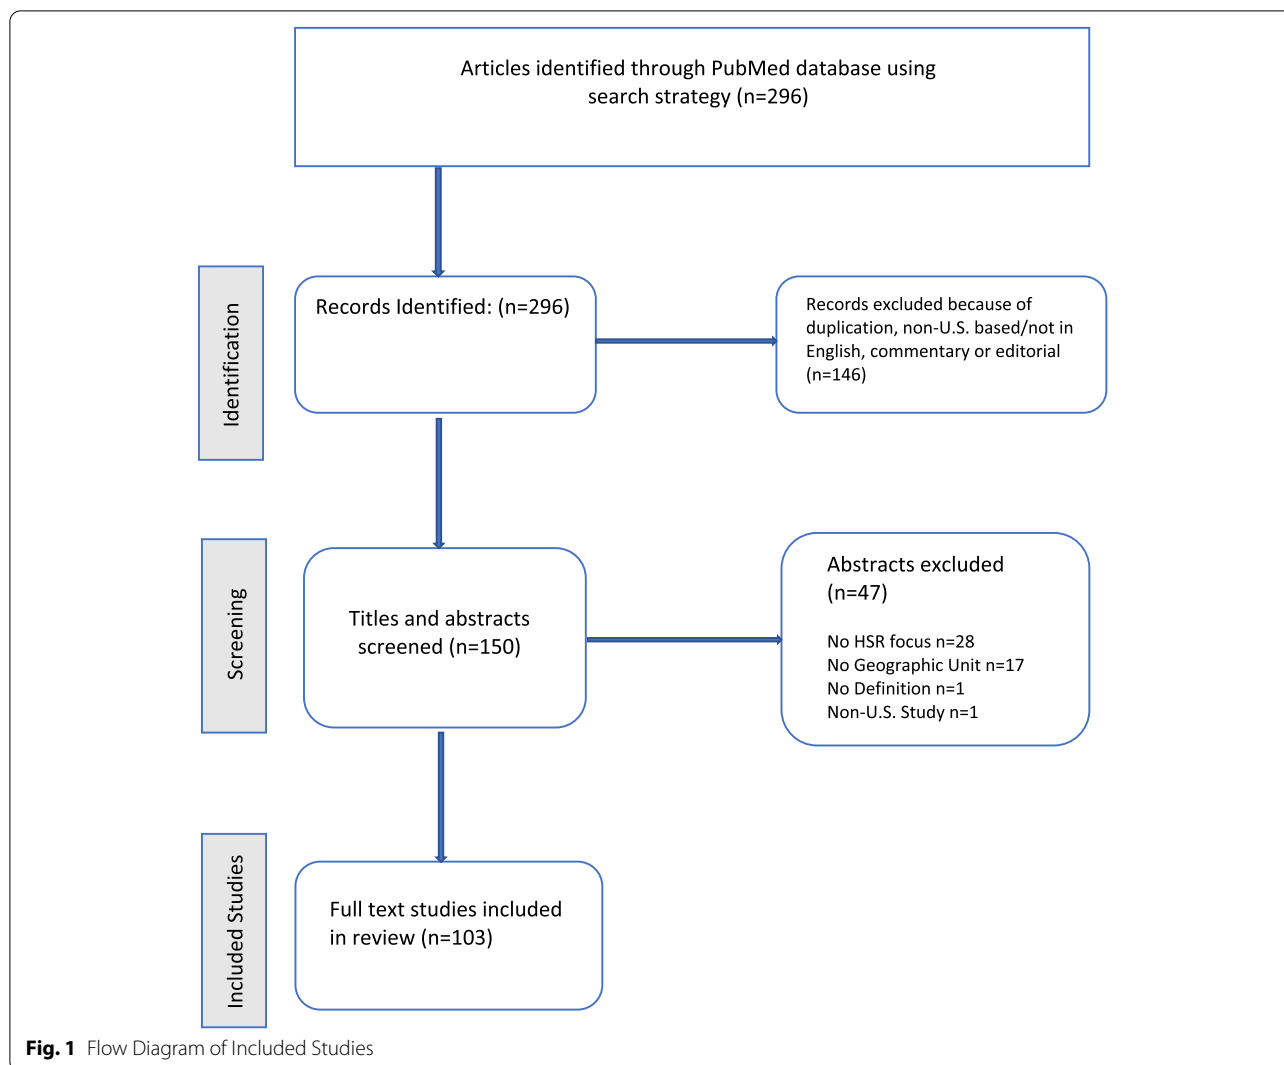 Articles identified through PubMed database using
search strategy (n=296)
Identification
Records Identified: (n=296)
Records excluded because of
duplication, non-U.S. based/not in
English, commentary or editorial
(n=146)
Screening
Titles and abstracts
screened (n=150)
Abstracts excluded
(n=47)
No HSR focus n=28
No Geographic Unit n=17
No Definition n=1
Non-U.S. Study n=1
Included Studies
Full text studies included
in review (n=103)
Fig. 1 Flow Diagram of Included Studies